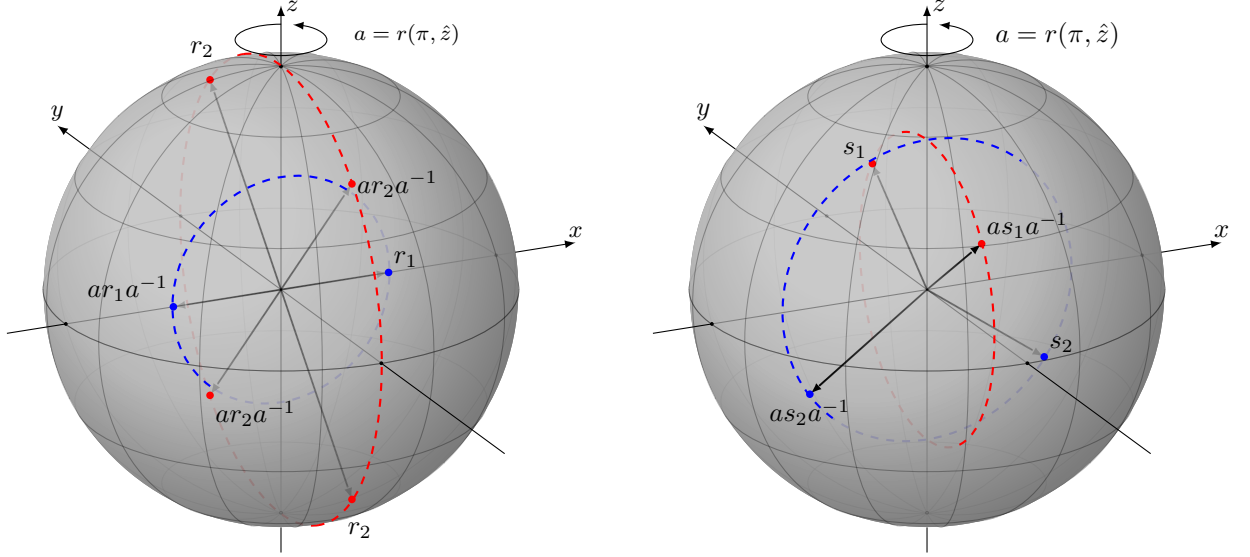 z
a = r(π, ẑ)
r₂
y
ar₂a⁻¹
x
r₁
ar₁a⁻¹
ar₂a⁻¹
r₂
z
a = r(π, ẑ)
y
s₁
as₁a⁻¹
x
s₂
as₂a⁻¹